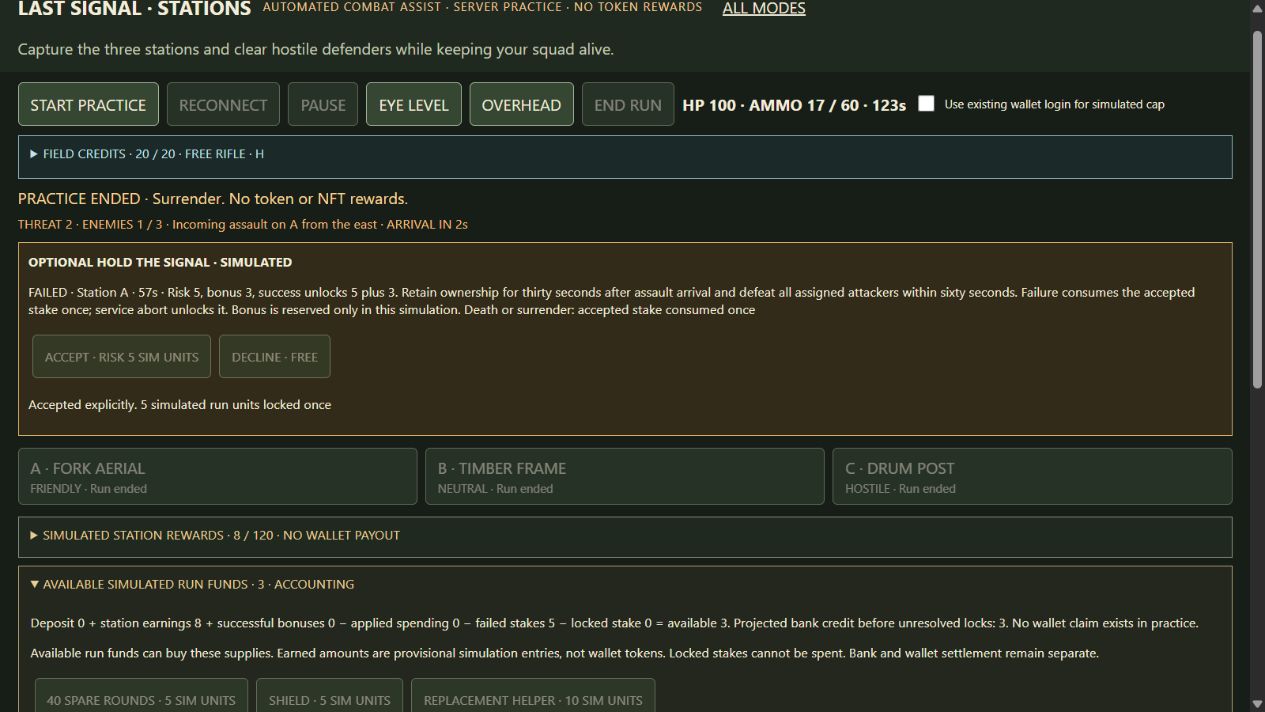 LAST SIGNAL · STATIONS AUTOMATED COMBAT ASSIST · SERVER PRACTICE · NO TOKEN REWARDS ALL MODES
Capture the three stations and clear hostile defenders while keeping your squad alive.
START PRACTICE RECONNECT PAUSE EYE LEVEL OVERHEAD END RUN HP 100 · AMMO 17 / 60 · 123s Use existing wallet login for simulated cap
▶ FIELD CREDITS · 20 / 20 · FREE RIFLE · H
PRACTICE ENDED · Surrender. No token or NFT rewards.
THREAT 2 · ENEMIES 1 / 3 · Incoming assault on A from the east · ARRIVAL IN 2s
OPTIONAL HOLD THE SIGNAL · SIMULATED
FAILED · Station A · 57s · Risk 5, bonus 3, success unlocks 5 plus 3. Retain ownership for thirty seconds after assault arrival and defeat all assigned attackers within sixty seconds. Failure consumes the accepted
stake once; service abort unlocks it. Bonus is reserved only in this simulation. Death or surrender: accepted stake consumed once
ACCEPT · RISK 5 SIM UNITS DECLINE · FREE
Accepted explicitly. 5 simulated run units locked once
A · FORK AERIAL B · TIMBER FRAME C · DRUM POST
FRIENDLY · Run ended NEUTRAL · Run ended HOSTILE · Run ended
▶ SIMULATED STATION REWARDS · 8 / 120 · NO WALLET PAYOUT
▼ AVAILABLE SIMULATED RUN FUNDS · 3 · ACCOUNTING
Deposit 0 + station earnings 8 + successful bonuses 0 − applied spending 0 − failed stakes 5 − locked stake 0 = available 3. Projected bank credit before unresolved locks: 3. No wallet claim exists in practice.
Available run funds can buy these supplies. Earned amounts are provisional simulation entries, not wallet tokens. Locked stakes cannot be spent. Bank and wallet settlement remain separate.
40 SPARE ROUNDS · 5 SIM UNITS SHIELD · 5 SIM UNITS REPLACEMENT HELPER · 10 SIM UNITS